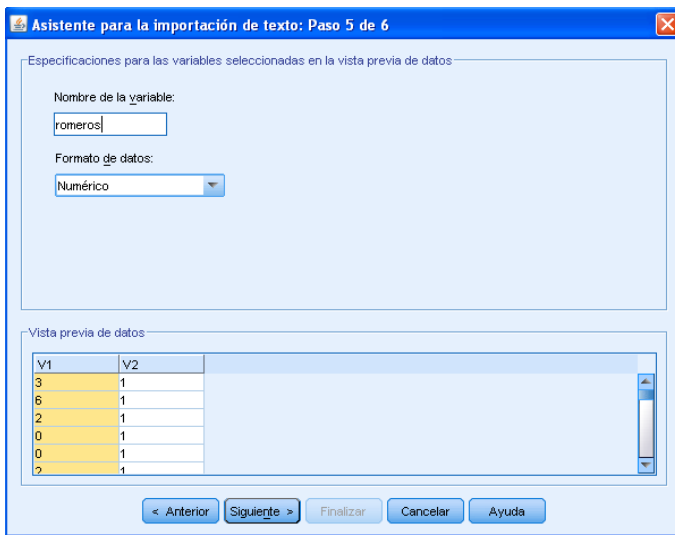 Asistente para la importación de texto: Paso 5 de 6
Especificaciones para las variables seleccionadas en la vista previa de datos
Nombre de la variable:
romeros
Formato de datos:
Numérico
Vista previa de datos
V1 V2
3 1
6 1
2 1
0 1
0 1
2 1
< Anterior Siguiente > Finalizar Cancelar Ayuda